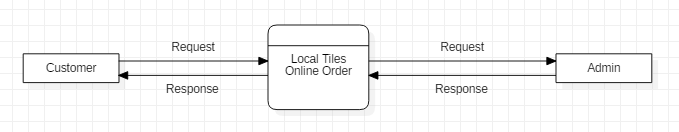 Request
Request
Customer
Local Tiles
Online Order
Admin
Response
Response